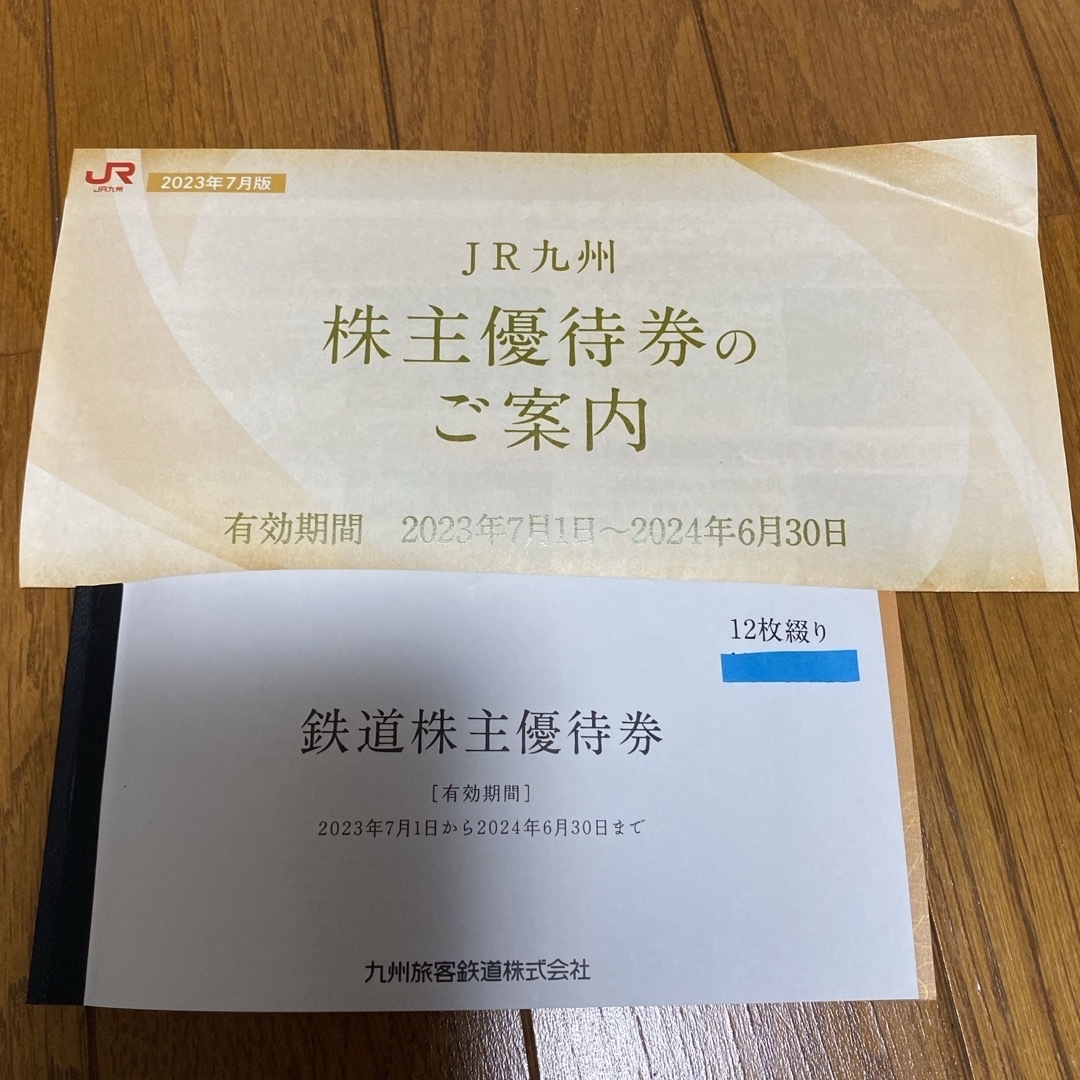 JR
JR九州
2023年7月版
JR九州
株主優待券の
ご案内
有効期間 2023年7月1日～2024年6月30日
12枚綴り
鉄道株主優待券
[有効期間]
2023年7月1日から2024年6月30日まで
九州旅客鉄道株式会社